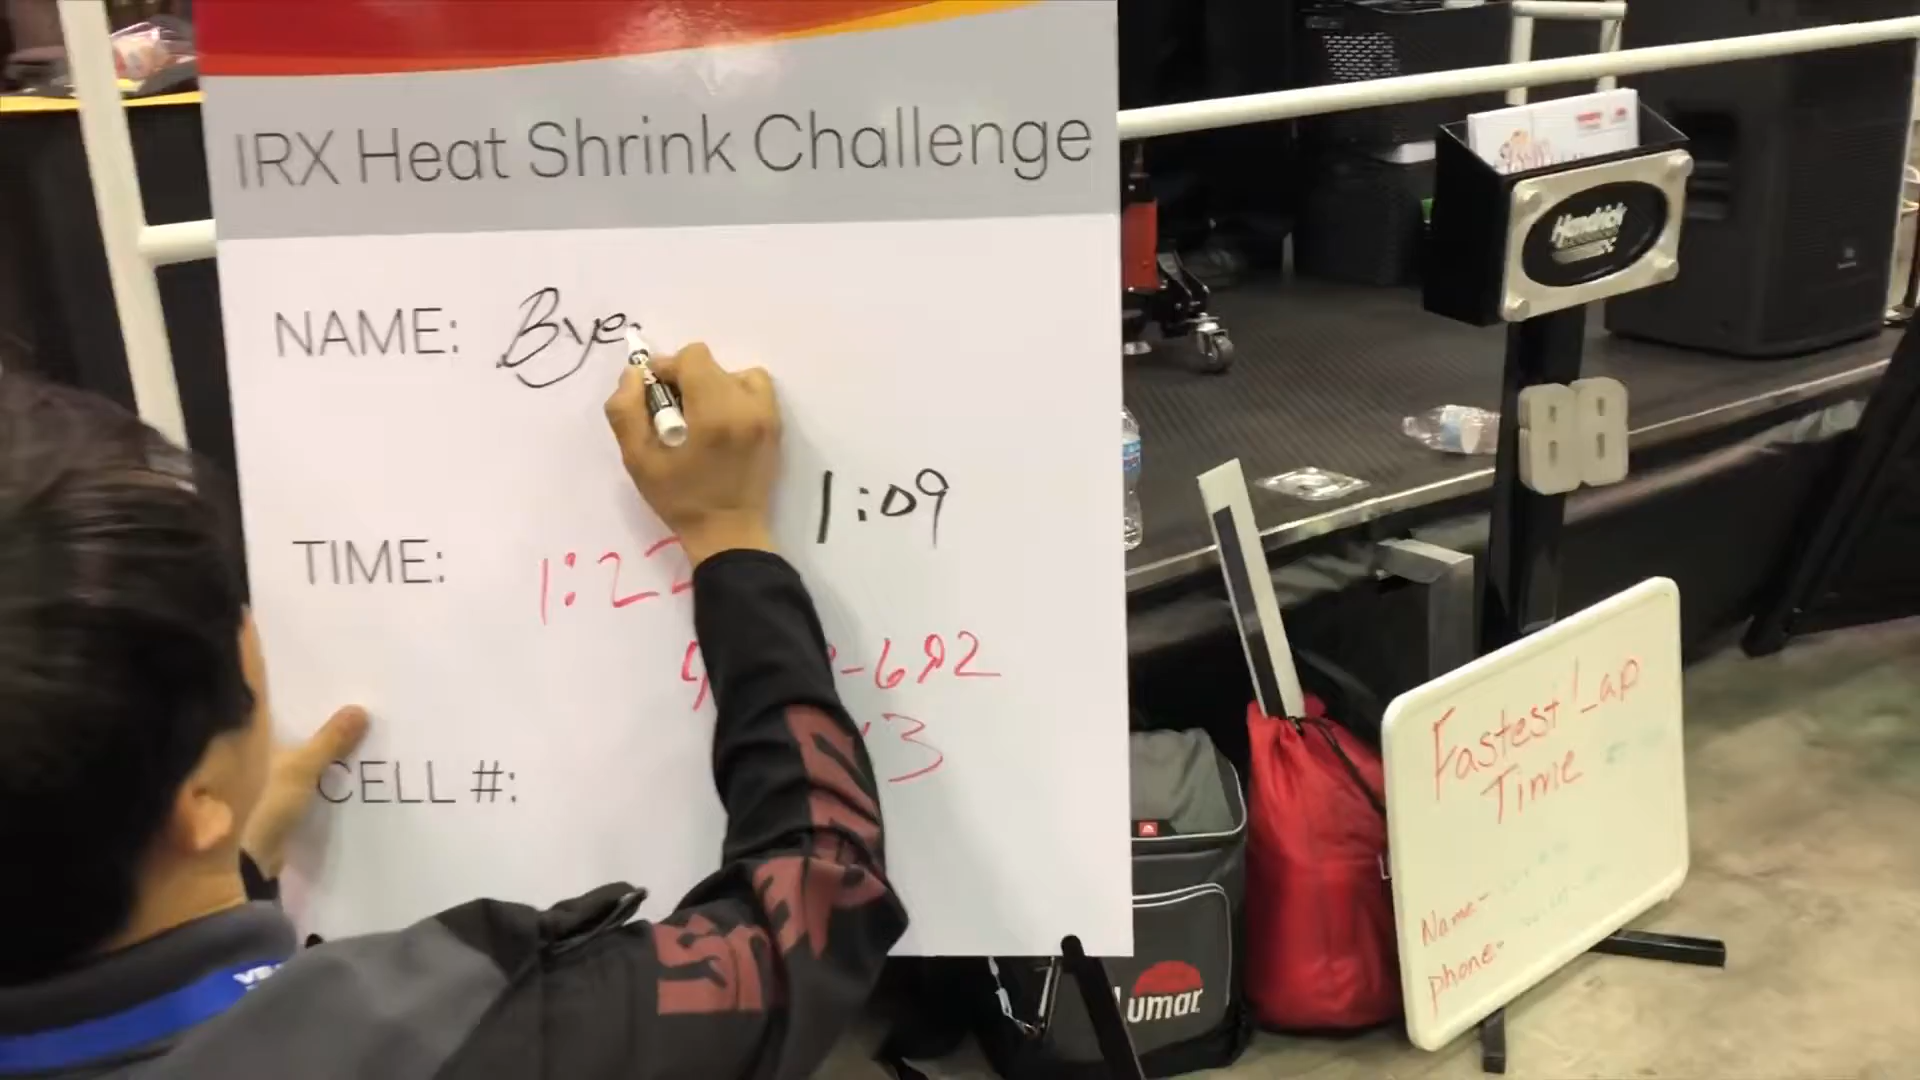 IRX Heat Shrink Challenge
NAME: Bye
1:09
TIME: 1:22
-692
3
CELL #:
Hendrick
88
Fastest Lap
Time
Name-
phone-
Lumar